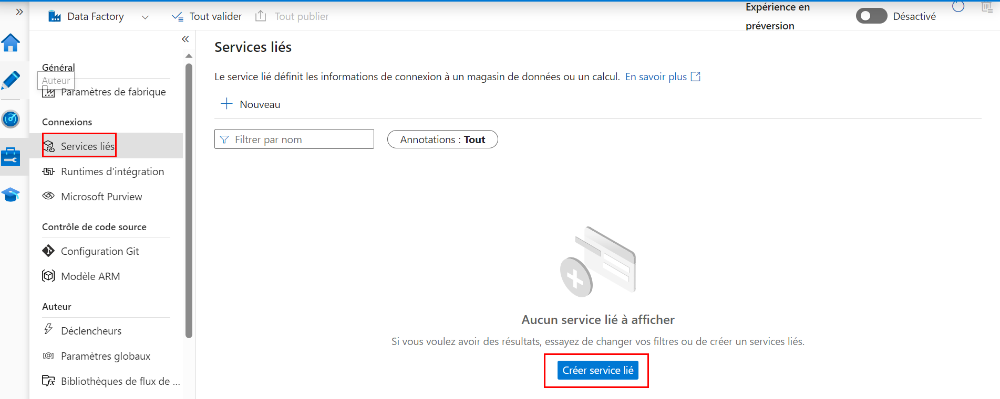 Data Factory
Tout valider
Tout publier
Expérience en
préversion
Désactivé
Général
Auteur
Paramètres de fabrique
Connexions
Services liés
Runtimes d'intégration
Microsoft Purview
Contrôle de code source
Configuration Git
Modèle ARM
Auteur
Déclencheurs
Paramètres globaux
Bibliothèques de flux de ...
Services liés
Le service lié définit les informations de connexion à un magasin de données ou un calcul. En savoir plus
Nouveau
Filtrer par nom
Annotations : Tout
Aucun service lié à afficher
Si vous voulez avoir des résultats, essayez de changer vos filtres ou de créer un services liés.
Créer service lié